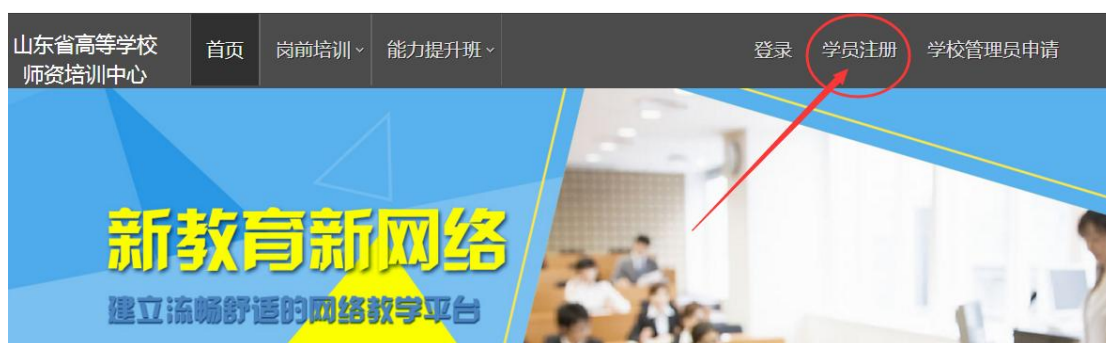 山东省高等学校
师资培训中心
首页 岗前培训 能力提升班 登录 学员注册 学校管理员申请
新教育新网络
建立流畅舒适的网络教学平台